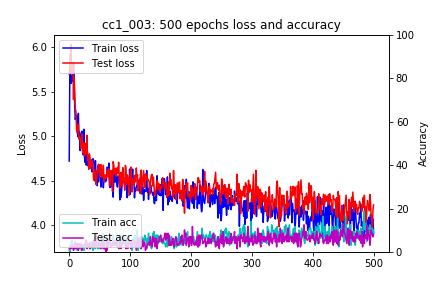 cc1_003: 500 epochs loss and accuracy
Train loss
Test loss
Train acc
Test acc
Loss
6.0
5.5
5.0
4.5
4.0
Accuracy
100
80
60
40
20
0
0
100
200
300
400
500